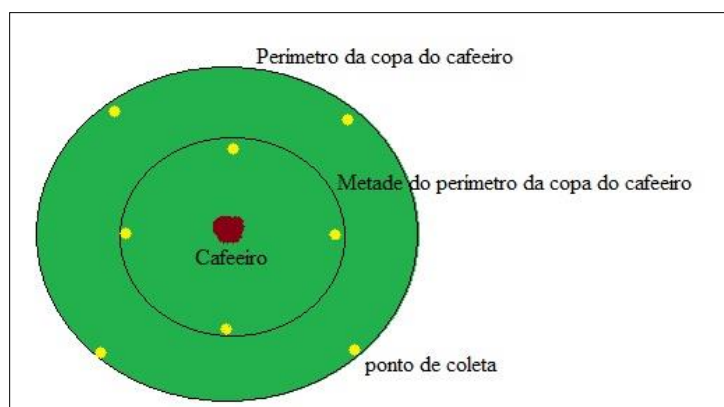 Perimetro da copa do cafeeiro
Metade do perimetro da copa do cafeeiro
Cafeeiro
ponto de coleta